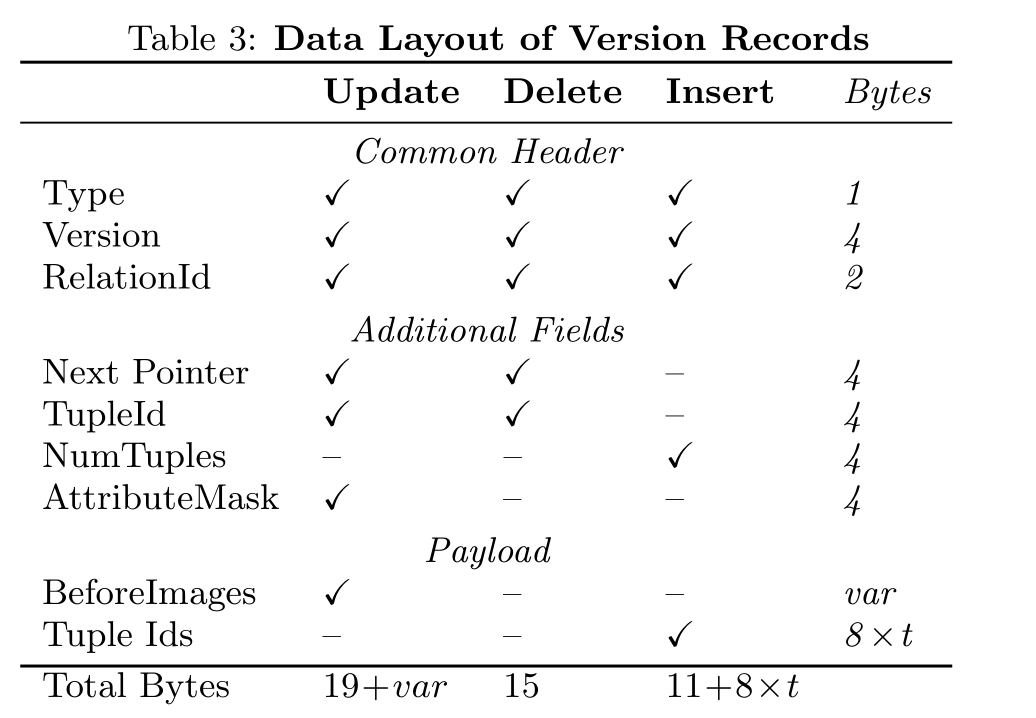 Table 3: Data Layout of Version Records
Update Delete Insert Bytes
Common Header
Type ✓ ✓ ✓ 1
Version ✓ ✓ ✓ 4
RelationId ✓ ✓ ✓ 2
Additional Fields
Next Pointer ✓ ✓ – 4
TupleId ✓ ✓ – 4
NumTuples – – ✓ 4
AttributeMask ✓ – – 4
Payload
BeforeImages ✓ – – var
Tuple Ids – – ✓ 8×t
Total Bytes 19+var 15 11+8×t